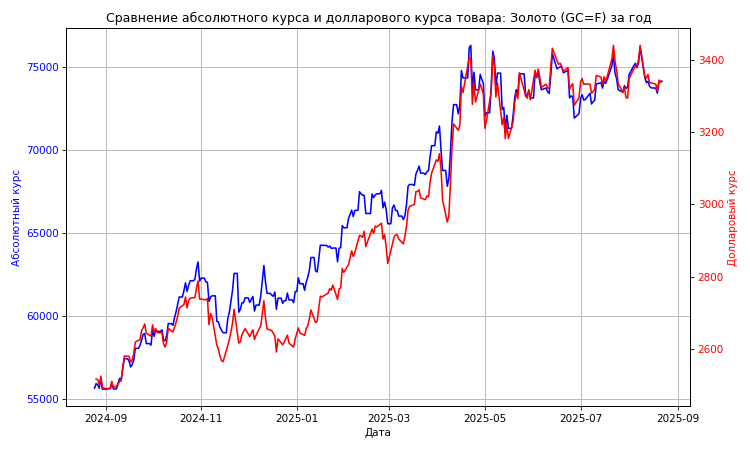 Сравнение абсолютного курса и долларового курса товара: Золото (GC=F) за год
75000
70000
65000
60000
55000
Абсолютный курс
3400
3200
3000
2800
2600
Долларовый курс
2024-09 2024-11 2025-01 2025-03 2025-05 2025-07 2025-09
Дата